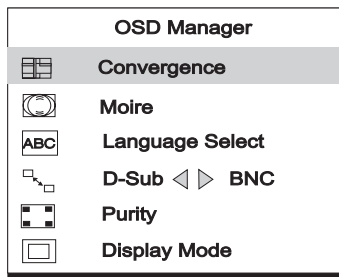 OSD Manager
Convergence
Moire
ABC Language Select
D-Sub ◁ ▷ BNC
Purity
Display Mode